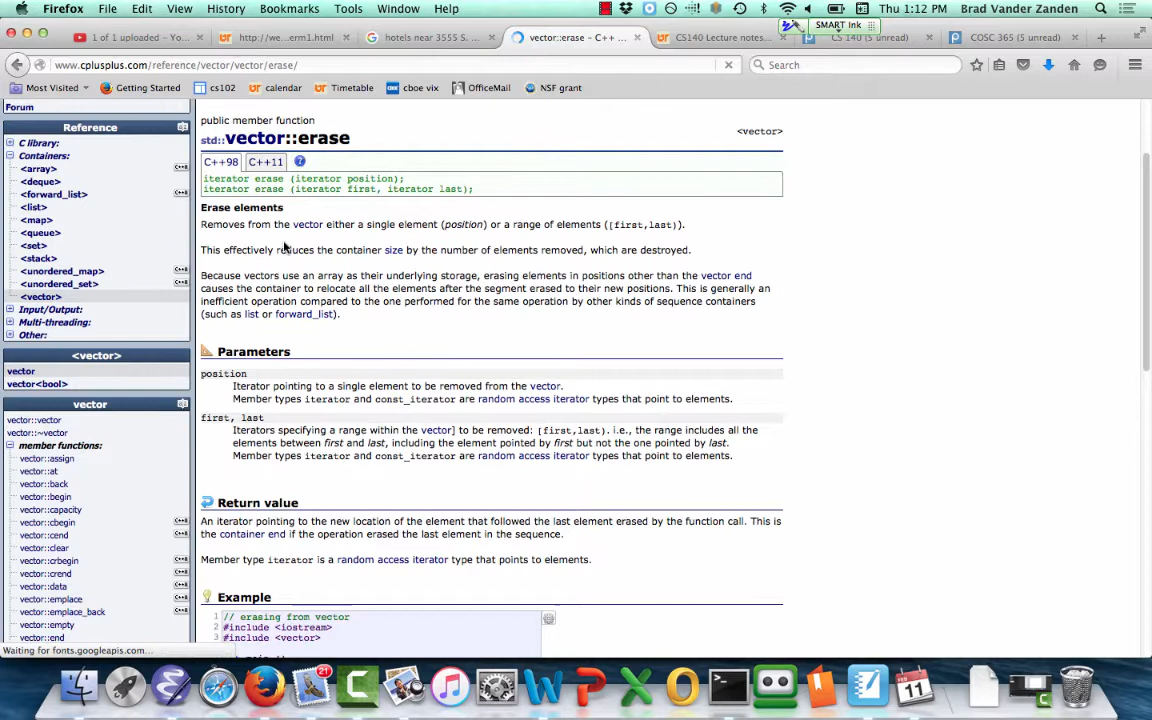 Firefox File Edit View History Bookmarks Tools Window Help Thu 1:12 PM Brad Vander Zanden
SMART Ink
1 of 1 uploaded - Yo... http://we...erm1.html hotels near 3555 S. ... vector::erase - C++ ... CS140 Lecture notes... CS 140 (5 unread) COSC 365 (5 unread)
www.cplusplus.com/reference/vector/vector/erase/ Search
Most Visited Getting Started cs102 calendar Timetable cboe vix OfficeMail NSF grant
Forum
Reference
C library:
Containers:
<array>
<deque>
<forward_list>
<list>
<map>
<queue>
<set>
<stack>
<unordered_map>
<unordered_set>
<vector>
Input/Output:
Multi-threading:
Other:
<vector>
vector
vector<bool>
vector
vector::vector
vector::~vector
member functions:
vector::assign
vector::at
vector::back
vector::begin
vector::capacity
vector::cbegin
vector::cend
vector::clear
vector::crbegin
vector::crend
vector::data
vector::emplace
vector::emplace_back
vector::empty
vector::end
public member function
<vector>
std::vector::erase
C++98 C++11 ?
iterator erase (iterator position);
iterator erase (iterator first, iterator last);
Erase elements
Removes from the vector either a single element (position) or a range of elements ([first,last)).
This effectively reduces the container size by the number of elements removed, which are destroyed.
Because vectors use an array as their underlying storage, erasing elements in positions other than the vector end
causes the container to relocate all the elements after the segment erased to their new positions. This is generally an
inefficient operation compared to the one performed for the same operation by other kinds of sequence containers
(such as list or forward_list).
Parameters
position
Iterator pointing to a single element to be removed from the vector.
Member types iterator and const_iterator are random access iterator types that point to elements.
first, last
Iterators specifying a range within the vector] to be removed: [first,last). i.e., the range includes all the
elements between first and last, including the element pointed by first but not the one pointed by last.
Member types iterator and const_iterator are random access iterator types that point to elements.
Return value
An iterator pointing to the new location of the element that followed the last element erased by the function call. This is
the container end if the operation erased the last element in the sequence.
Member type iterator is a random access iterator type that points to elements.
Example
1 // erasing from vector
2 #include <iostream>
3 #include <vector>
Waiting for fonts.googleapis.com...
21
FEB
11